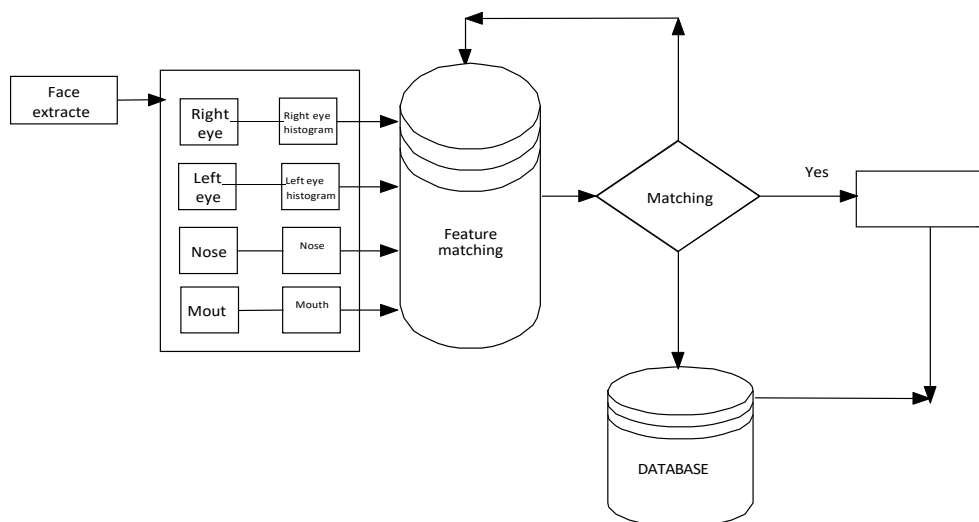 Face
extracte
Right
eye
Right eye
histogram
Left
eye
Left eye
histogram
Nose
Nose
Mout
Mouth
Feature
matching
Matching
Yes
DATABASE